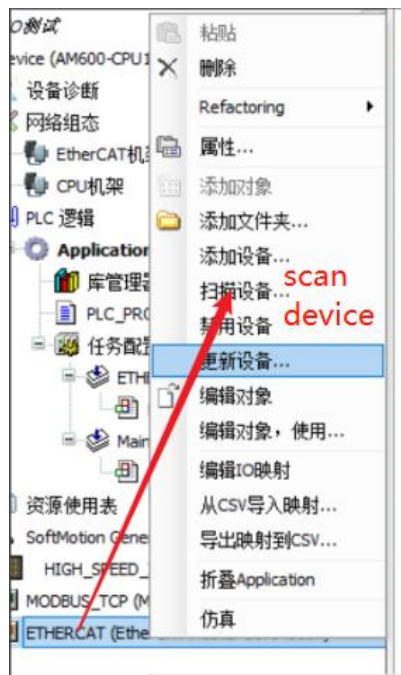 O测试
evice (AM600-CPU1
设备诊断
网络组态
EtherCAT机
CPU机架
PLC 逻辑
Application
库管理器
PLC_PRG
任务配
ETHE
Main
资源使用表
SoftMotion Gene
HIGH_SPEED_
MODBUS_TCP (M
ETHERCAT (Ethe
粘贴
删除
Refactoring
属性...
添加对象
添加文件夹...
添加设备...
扫描设备...
禁用设备
更新设备...
编辑对象
编辑对象，使用...
编辑IO映射
从CSV导入映射...
导出映射到CSV...
折叠Application
仿真
scan
device